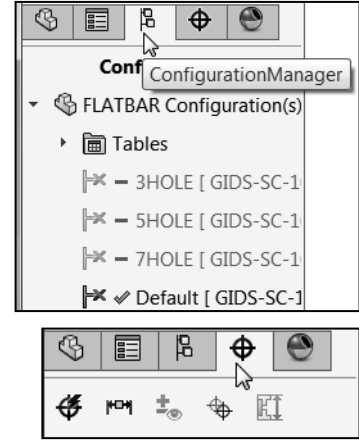 Conf
ConfigurationManager
FLATBAR Configuration(s)
Tables
3HOLE [ GIDS-SC-1
5HOLE [ GIDS-SC-1
7HOLE [ GIDS-SC-1
Default [ GIDS-SC-1